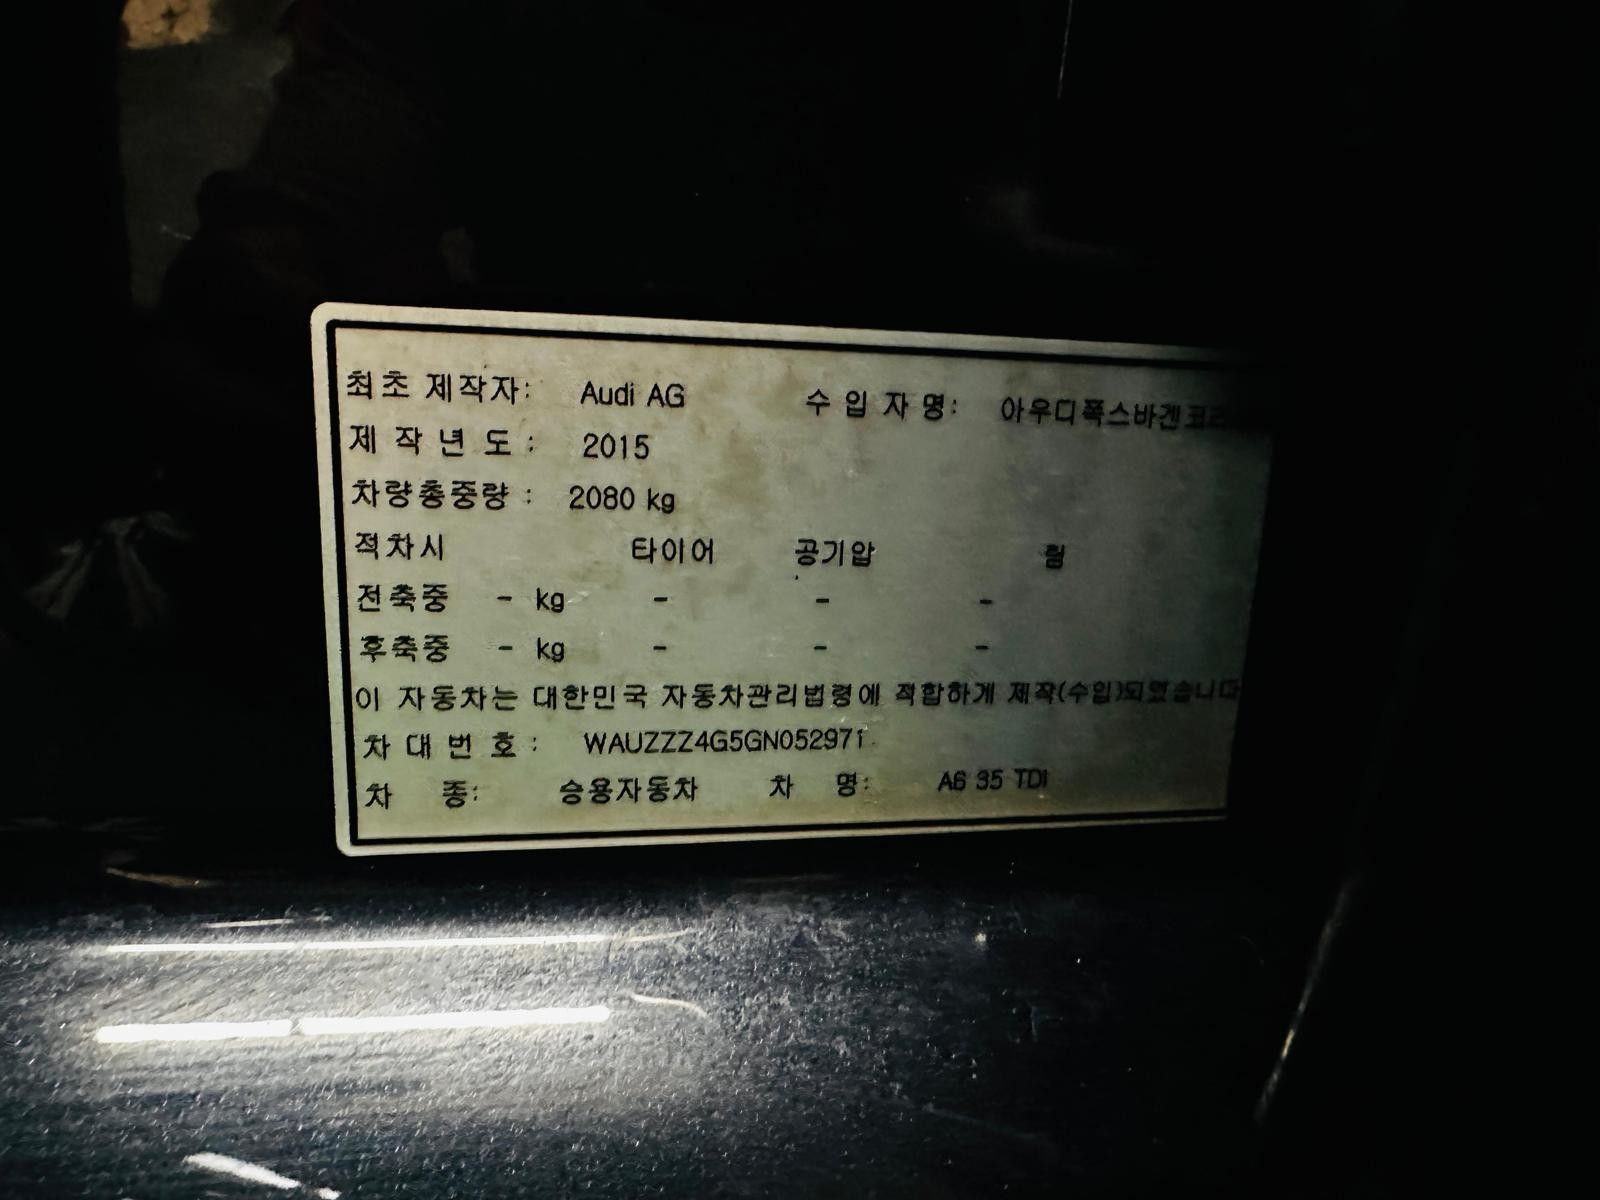 최초 제작자: Audi AG 수 입 자 명: 아우디폭스바겐코리
제 작 년 도 : 2015
차량총중량 : 2080 kg
적차시 타이어 공기압 림
전축중 - kg - - -
후축중 - kg - - -
이 자동차는 대한민국 자동차관리법령에 적합하게 제작(수입)되었습니다
차 대 번 호 : WAUZZZ4G5GN052971
차 종: 승용자동차 차 명: A6 35 TDI